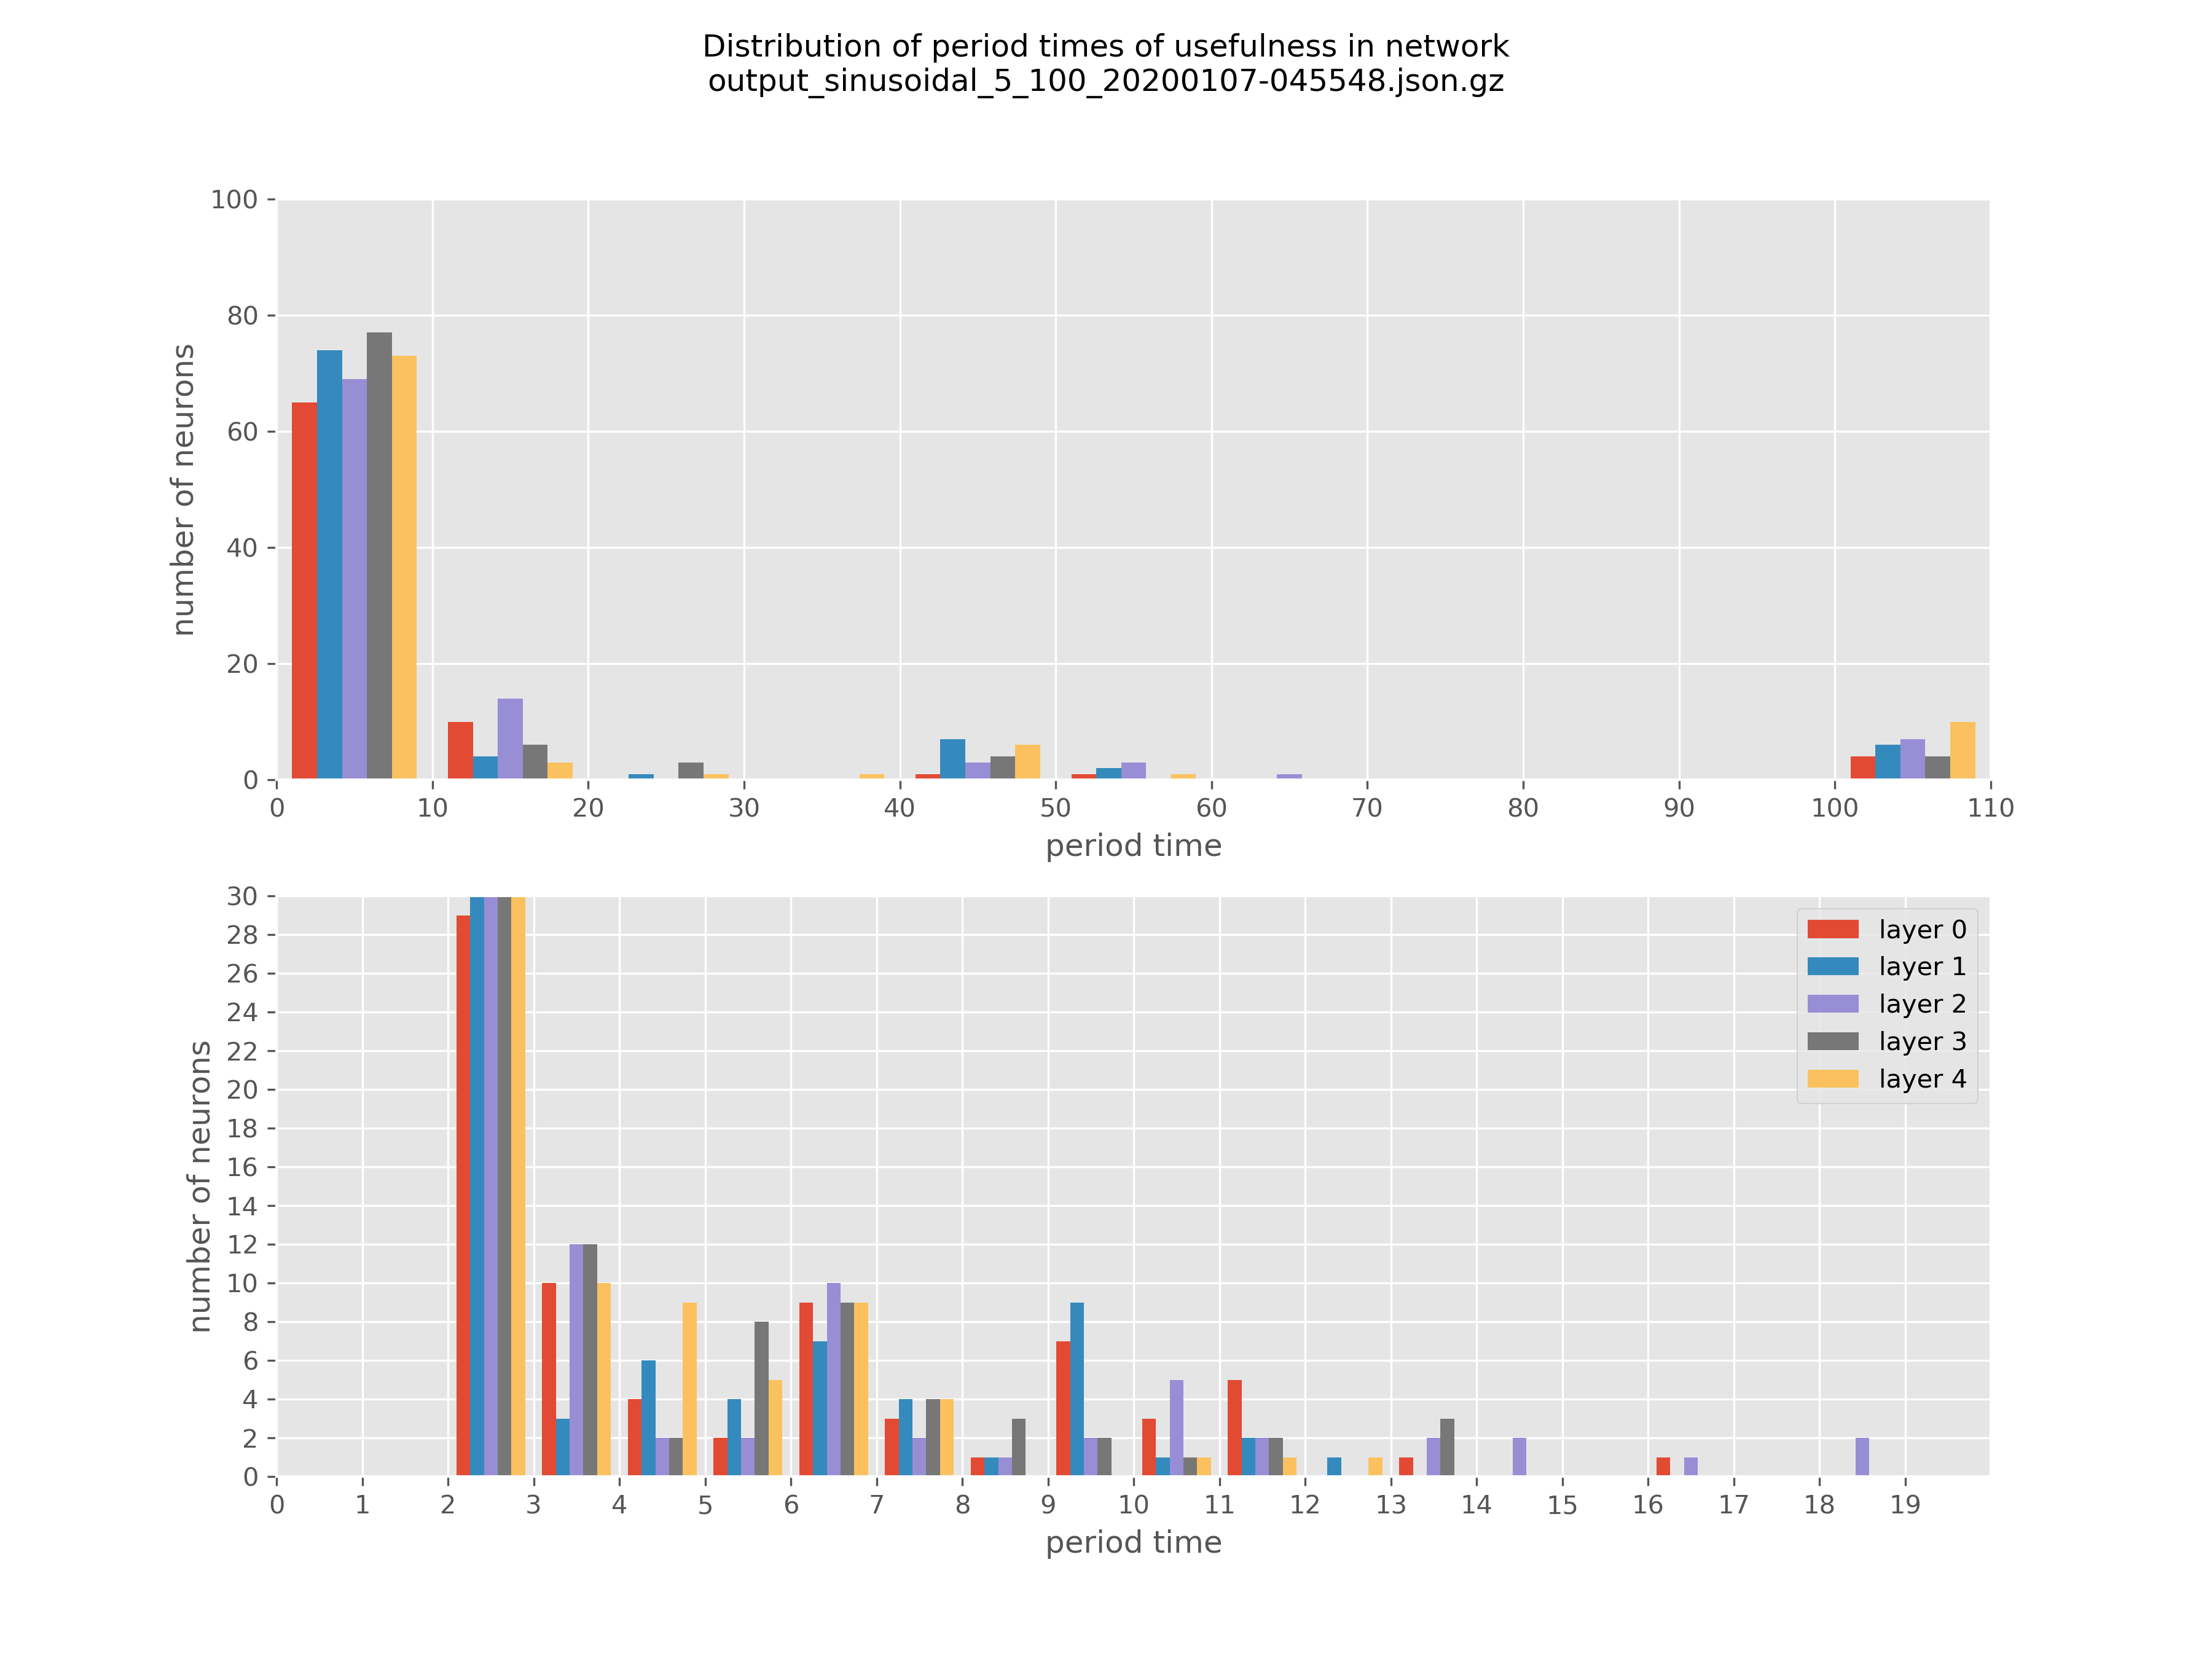 Distribution of period times of usefulness in network
output_sinusoidal_5_100_20200107-045548.json.gz
100
80
60
40
20
0
number of neurons
0 10 20 30 40 50 60 70 80 90 100 110
period time
30
28
26
24
22
20
18
16
14
12
10
8
6
4
2
0
number of neurons
layer 0
layer 1
layer 2
layer 3
layer 4
0 1 2 3 4 5 6 7 8 9 10 11 12 13 14 15 16 17 18 19
period time